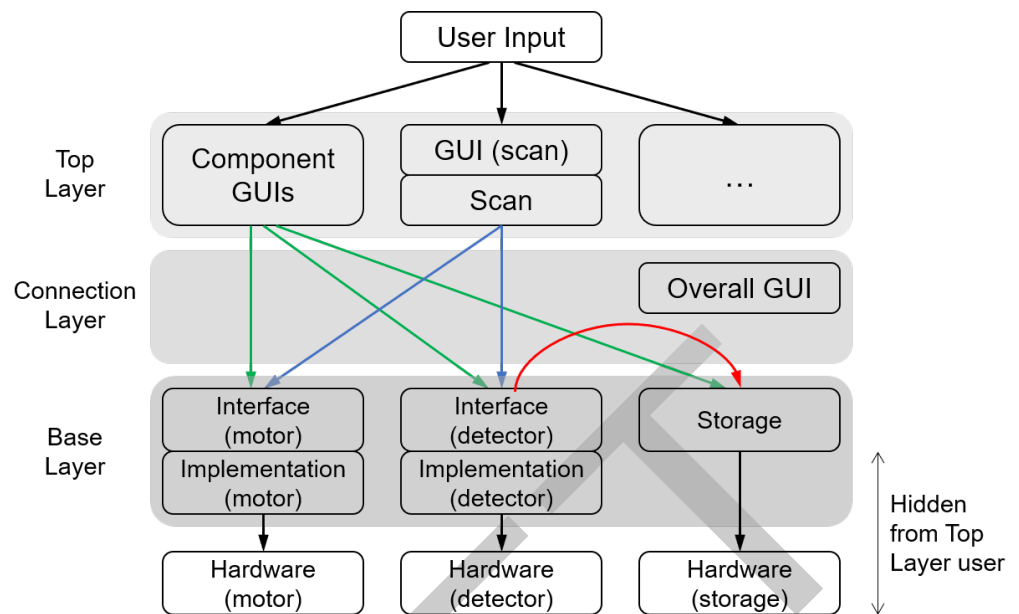 User Input
Top
Layer
Component
GUIs
GUI (scan)
Scan
...
Connection
Layer
Overall GUI
Base
Layer
Interface
(motor)
Implementation
(motor)
Interface
(detector)
Implementation
(detector)
Storage
Hidden
from Top
Layer user
Hardware
(motor)
Hardware
(detector)
Hardware
(storage)